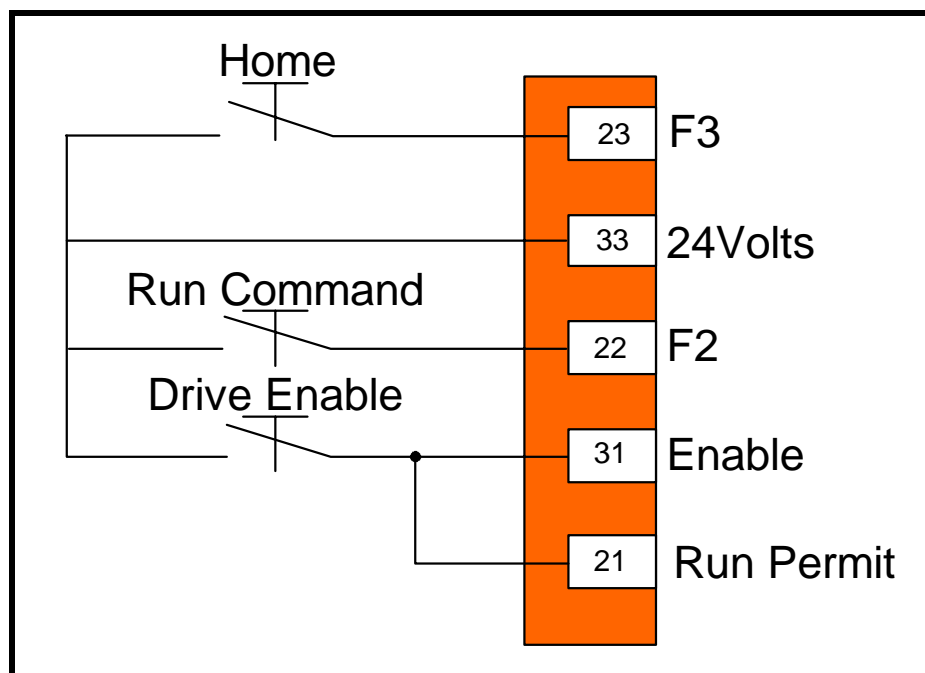 Home
23 F3
33 24Volts
Run Command
22 F2
Drive Enable
31 Enable
21 Run Permit